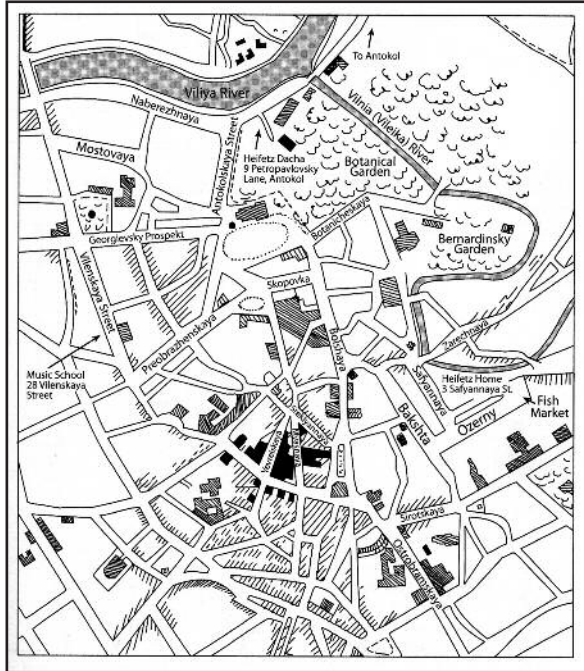 To Antokol
Viliya River
Naberezhnaya
Vilnia (Vileika) River
Mostovaya
Antokolskaya Street
Heifetz Dacha
9 Petropavlovsky
Lane, Antokol
Botanical
Garden
Botanicheskaya
Bernardinsky
Garden
Georgievsky Prospekt
Vilenskaya Street
Skopovka
Preobrazhenskaya
Bolshaya
Zarechnaya
Safyannaya
Music School
28 Vilenskaya
Street
Heifetz Home
3 Safyannaya St.
Fish
Market
Bakshta
Ozerny
Yevreiskaya
Sirotskaya
Ostrobramskaya